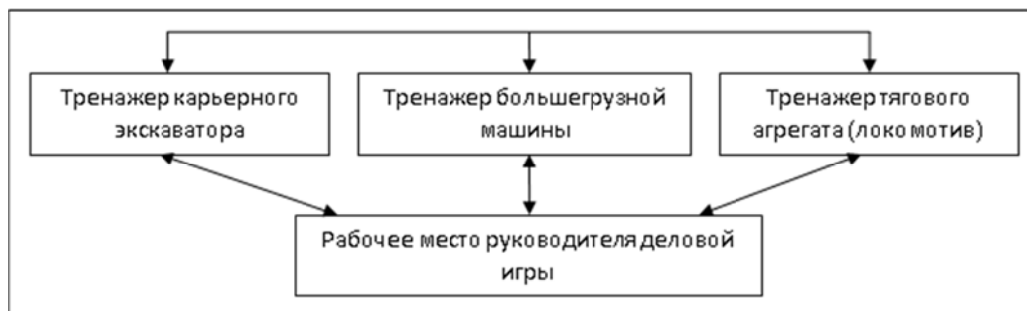 Тренажер карьерного
экскаватора
Тренажер большегрузной
машины
Тренажер тягового
агрегата (локо мотив)
Рабочее место руководителя деловой
игры